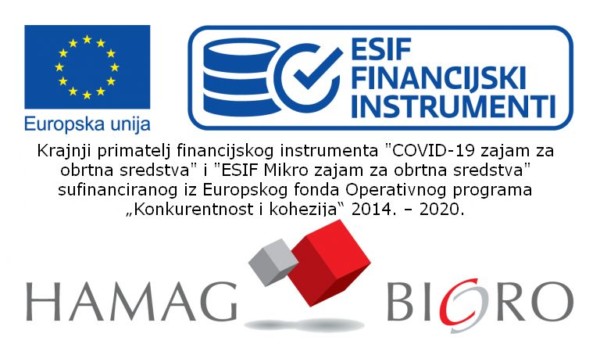 ESIF
FINANCIJSKI
INSTRUMENTI
Europska unija
Krajnji primatelj financijskog instrumenta "COVID-19 zajam za
obrtna sredstva" i "ESIF Mikro zajam za obrtna sredstva"
sufinanciranog iz Europskog fonda Operativnog programa
„Konkurentnost i kohezija“ 2014. – 2020.
HAMAG BICRO